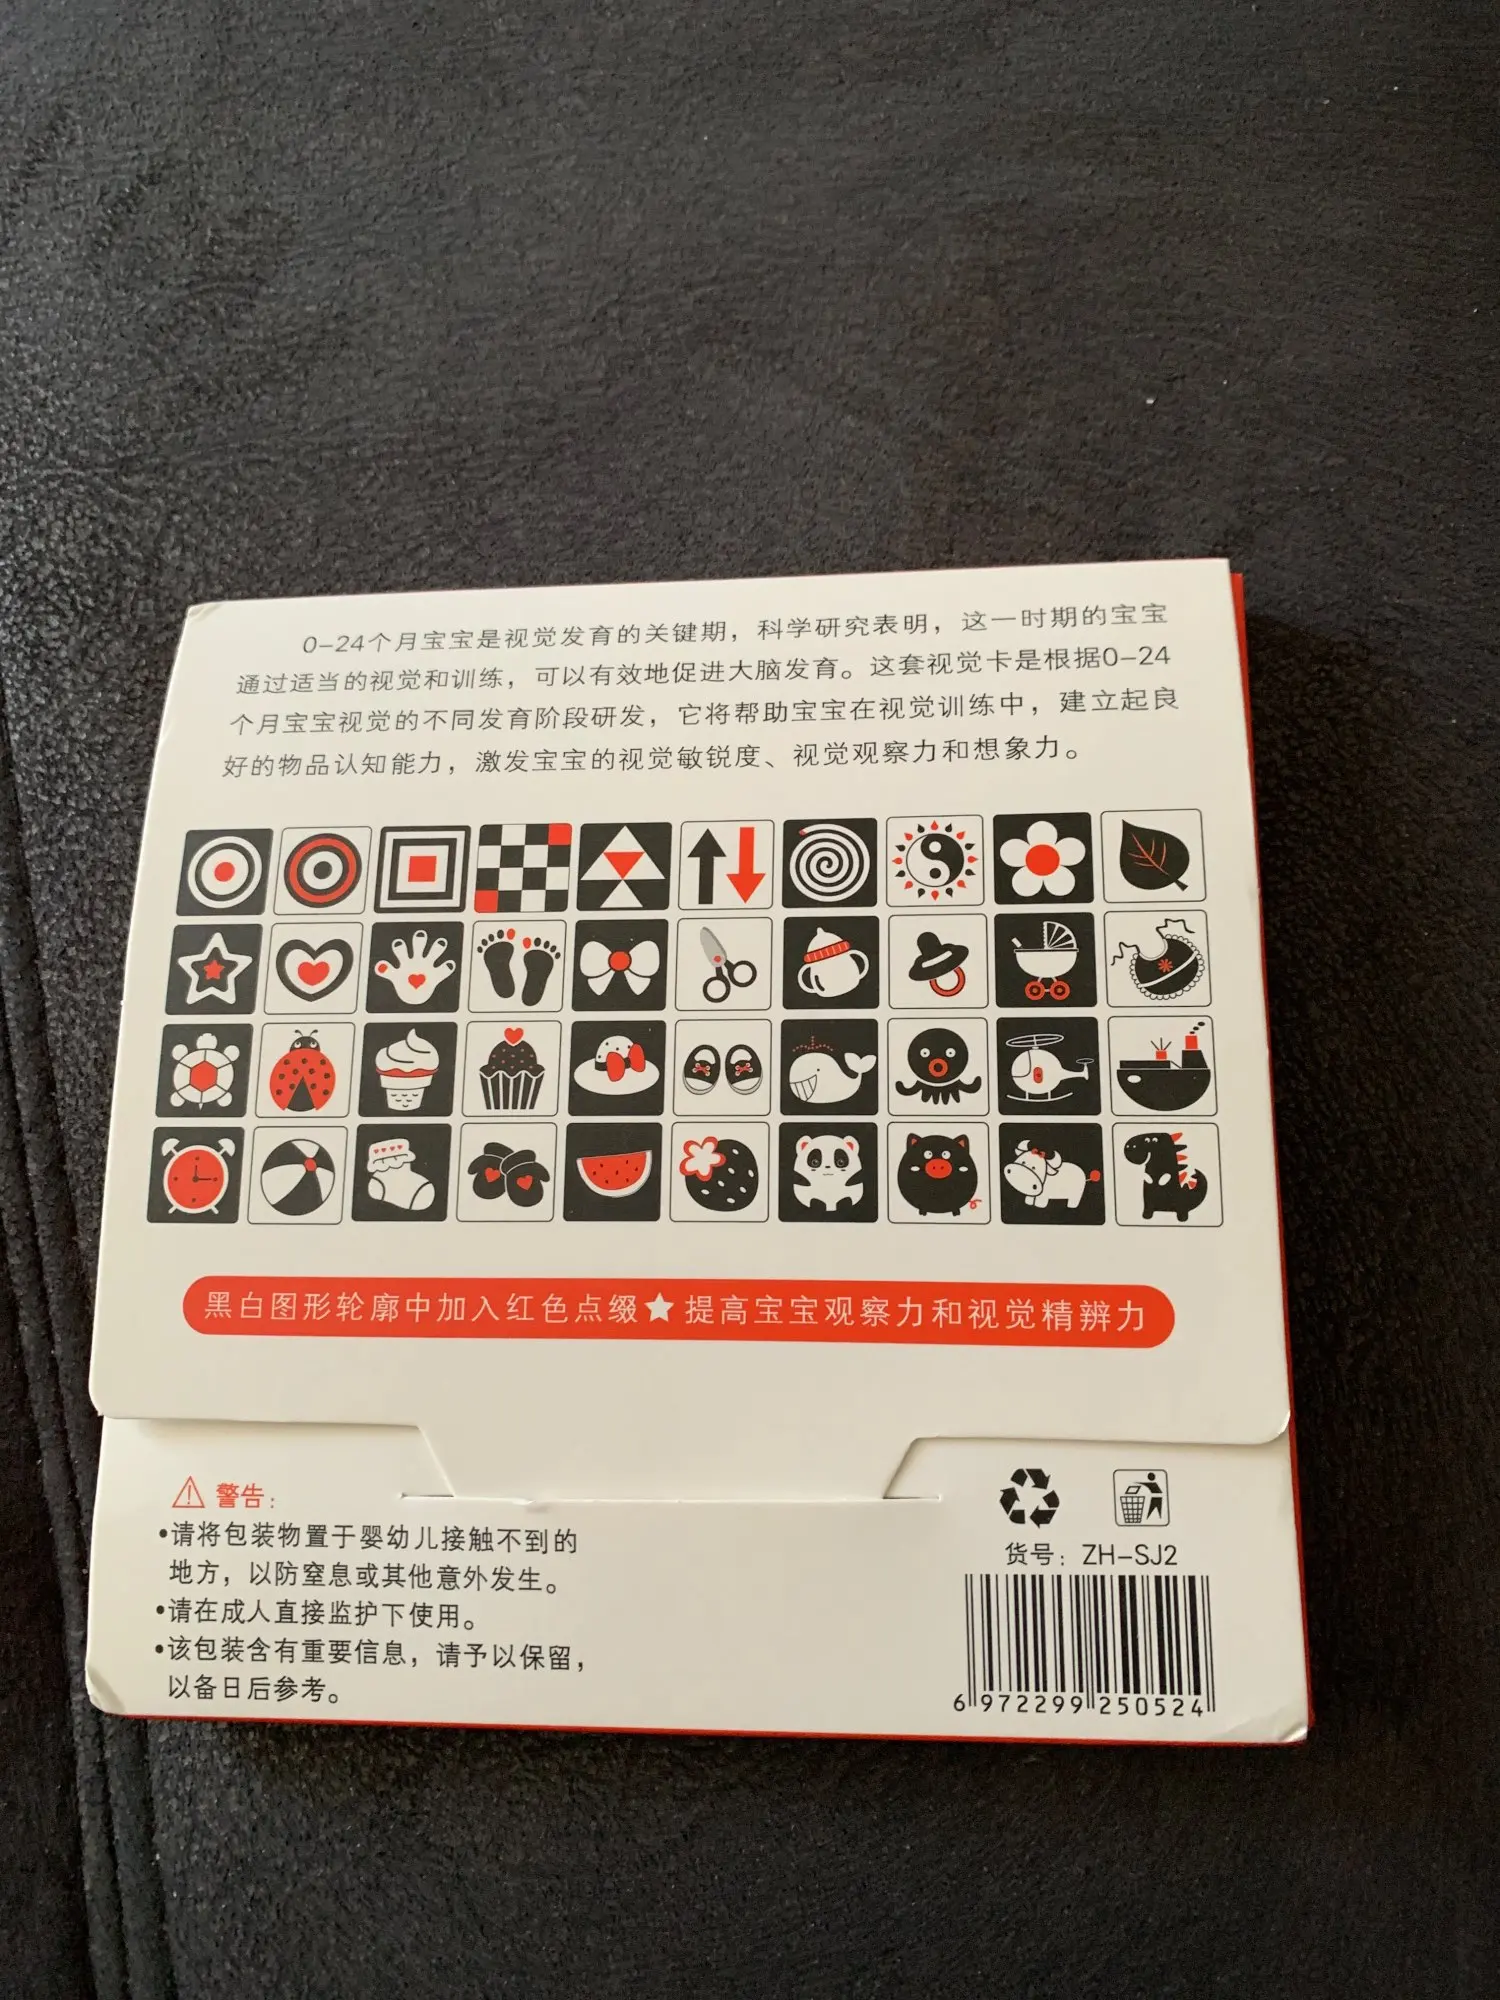 0-24个月宝宝是视觉发育的关键期，科学研究表明，这一时期的宝宝
通过适当的视觉和训练，可以有效地促进大脑发育。这套视觉卡是根据0-24
个月宝宝视觉的不同发育阶段研发，它将帮助宝宝在视觉训练中，建立起良
好的物品认知能力，激发宝宝的视觉敏锐度、视觉观察力和想象力。
黑白图形轮廓中加入红色点缀★提高宝宝观察力和视觉精辨力
警告：
•请将包装物置于婴幼儿接触不到的
地方，以防窒息或其他意外发生。
•请在成人直接监护下使用。
•该包装含有重要信息，请予以保留，
以备日后参考。
货号：ZH-SJ2
6 972299 250524